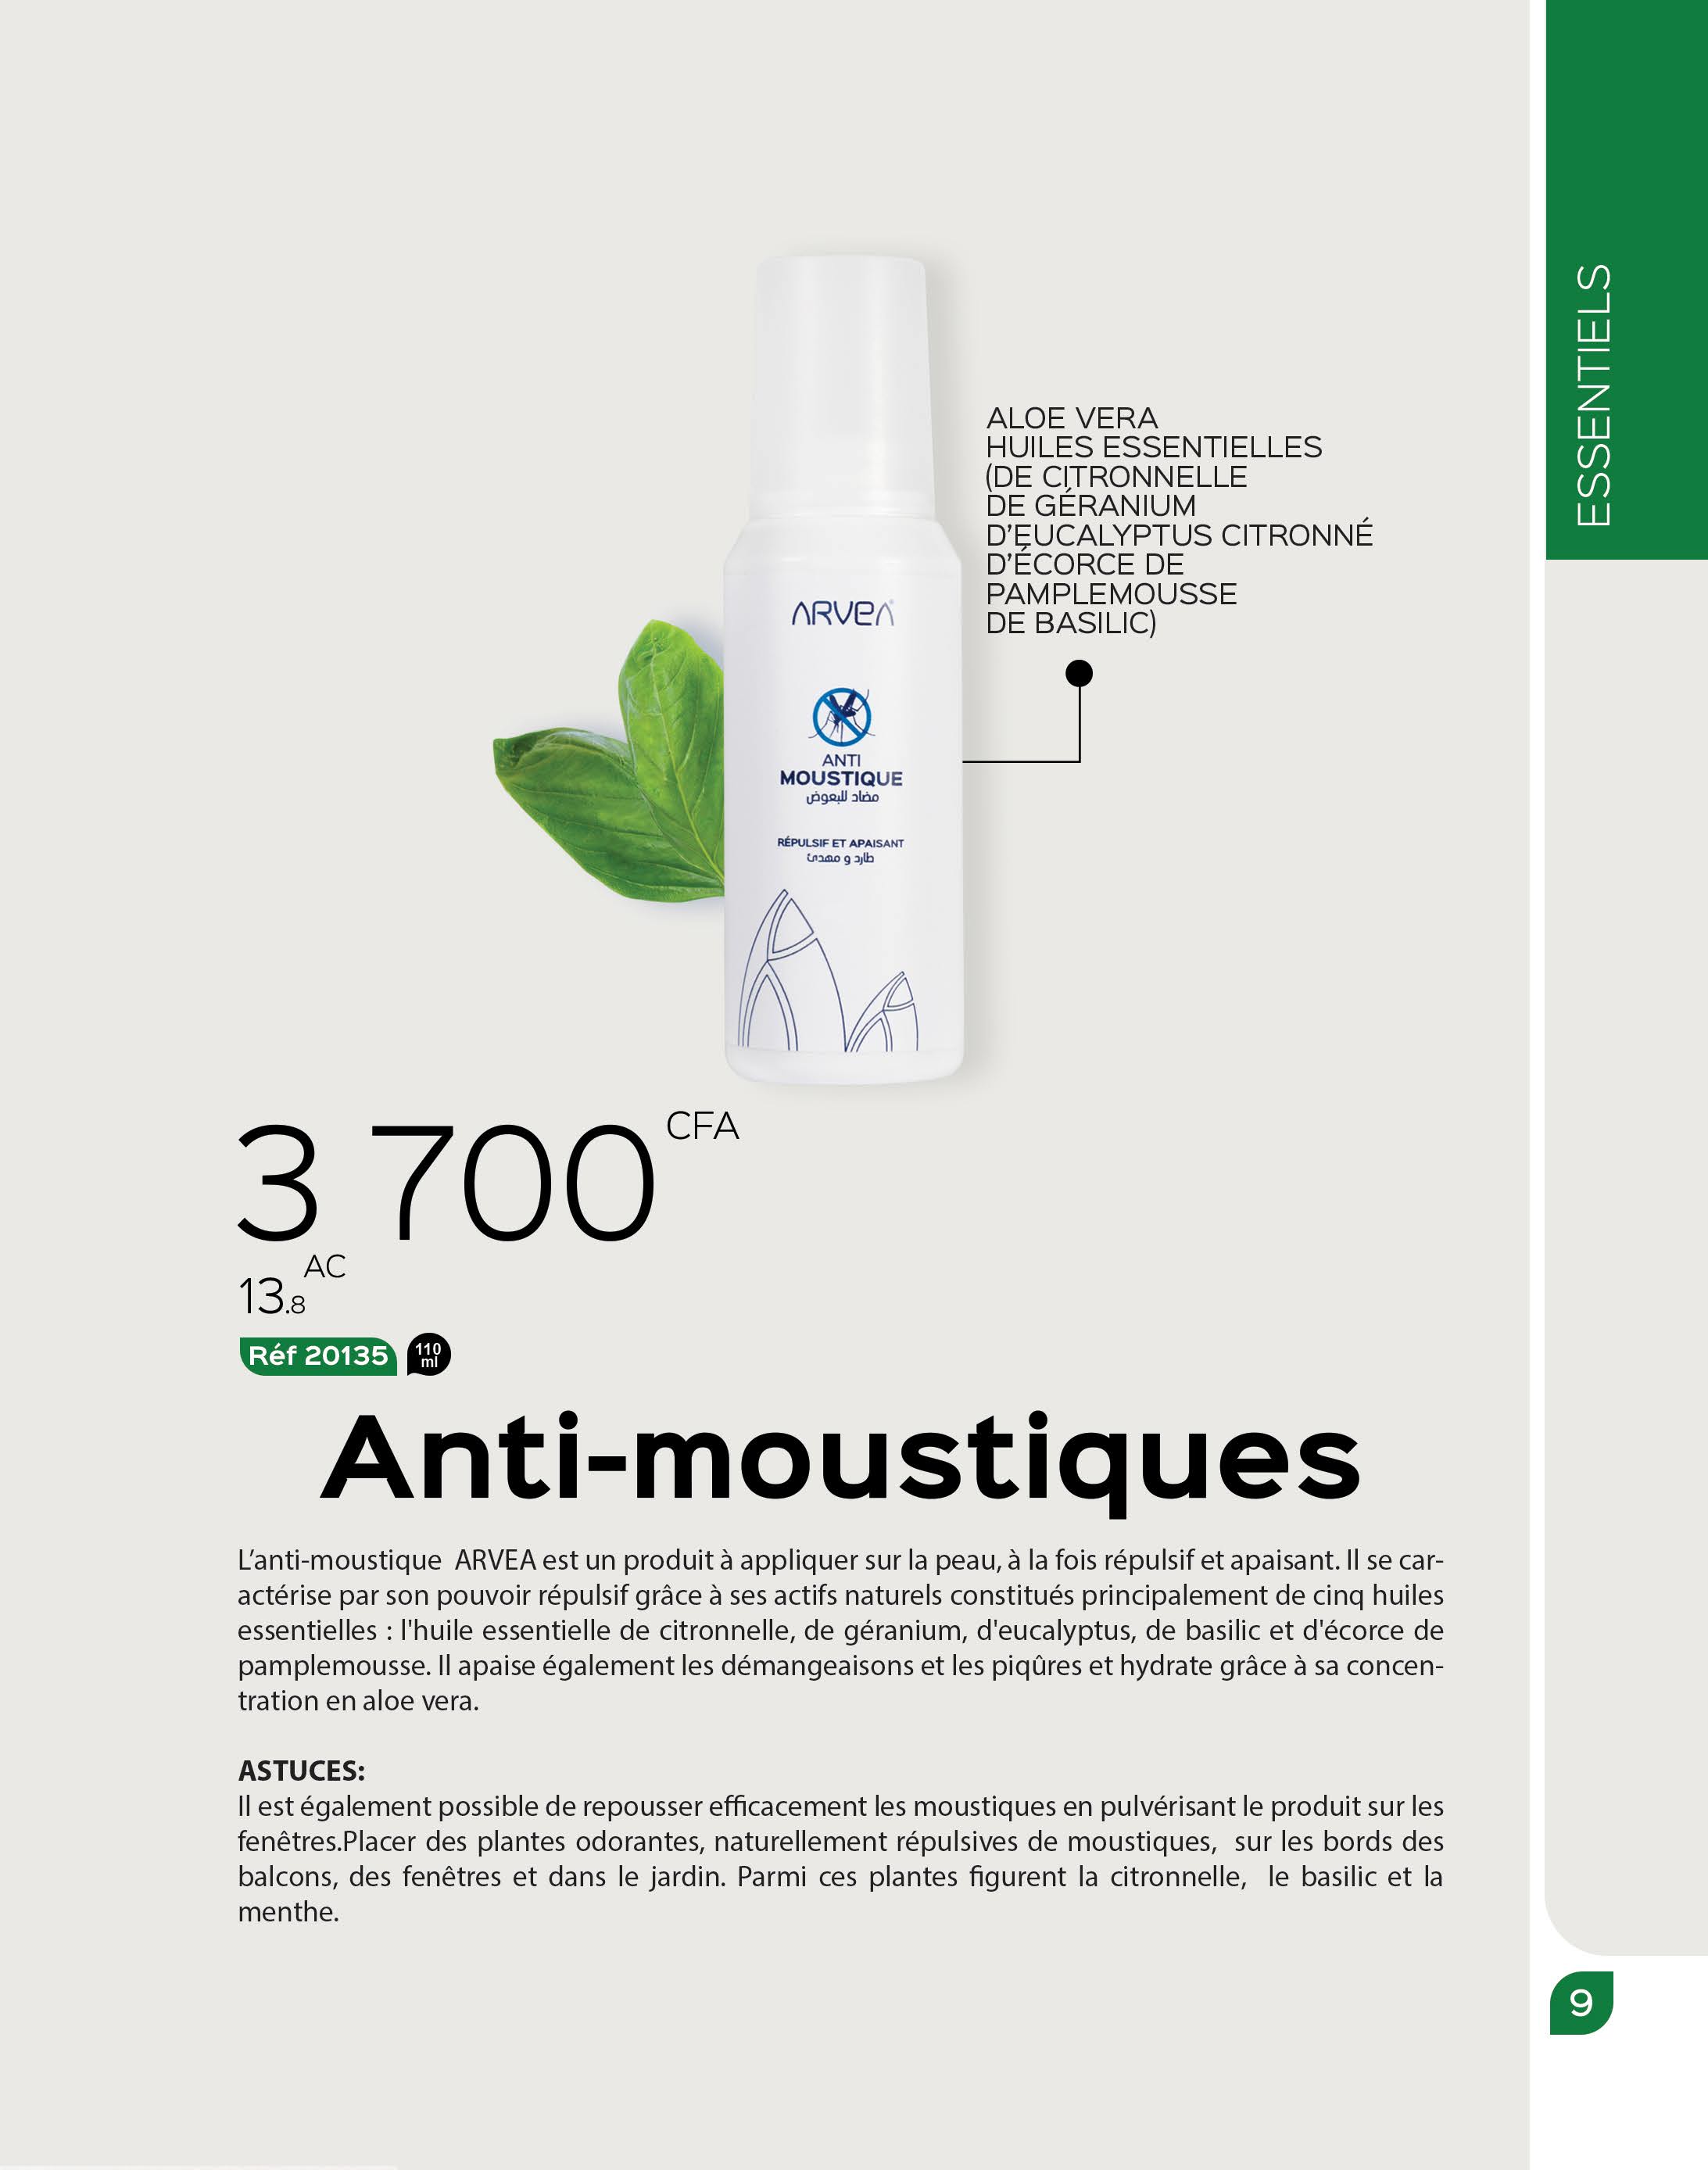 ESSENTIELS
ALOE VERA
HUILES ESSENTIELLES
(DE CITRONNELLE
DE GÉRANIUM
D'EUCALYPTUS CITRONNÉ
D'ÉCORCE DE
PAMPLEMOUSSE
DE BASILIC)
ARVEA®
ANTI
MOUSTIQUE
مضاد للبعوض
RÉPULSIF ET APAISANT
طارد و مهدئ
3 700 CFA
13.8 AC
Réf 20135 110 ml
Anti-moustiques
L'anti-moustique  ARVEA est un produit à appliquer sur la peau, à la fois répulsif et apaisant. Il se car-
actérise par son pouvoir répulsif grâce à ses actifs naturels constitués principalement de cinq huiles
essentielles : l'huile essentielle de citronnelle, de géranium, d'eucalyptus, de basilic et d'écorce de
pamplemousse. Il apaise également les démangeaisons et les piqûres et hydrate grâce à sa concen-
tration en aloe vera.
ASTUCES:
Il est également possible de repousser efficacement les moustiques en pulvérisant le produit sur les
fenêtres.Placer des plantes odorantes, naturellement répulsives de moustiques,  sur les bords des
balcons, des fenêtres et dans le jardin. Parmi ces plantes figurent la citronnelle,  le basilic et la
menthe.
9